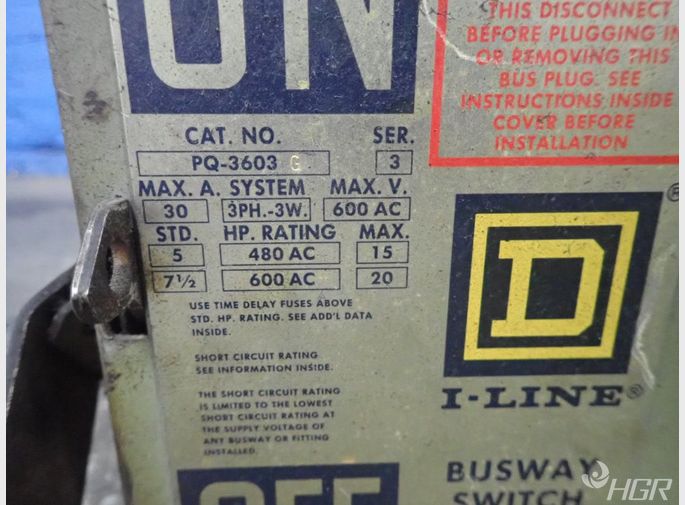 ON
THIS DISCONNECT
BEFORE PLUGGING IN
OR REMOVING THIS
BUS PLUG. SEE
INSTRUCTIONS INSIDE
COVER BEFORE
INSTALLATION
CAT. NO. SER.
PQ-3603 G 3
MAX. A. SYSTEM MAX. V.
30 3PH.-3W. 600 AC
STD. HP. RATING MAX.
5 480 AC 15
7½ 600 AC 20
USE TIME DELAY FUSES ABOVE
STD. HP. RATING. SEE ADD'L DATA
INSIDE.
SHORT CIRCUIT RATING
SEE INFORMATION INSIDE.
THE SHORT CIRCUIT RATING
IS LIMITED TO THE LOWEST
SHORT CIRCUIT RATING AT
THE SUPPLY VOLTAGE OF
ANY BUSWAY OR FITTING
INSTALLED.
D ®
I-LINE®
OFF
BUSWAY
SWITCH
HGR